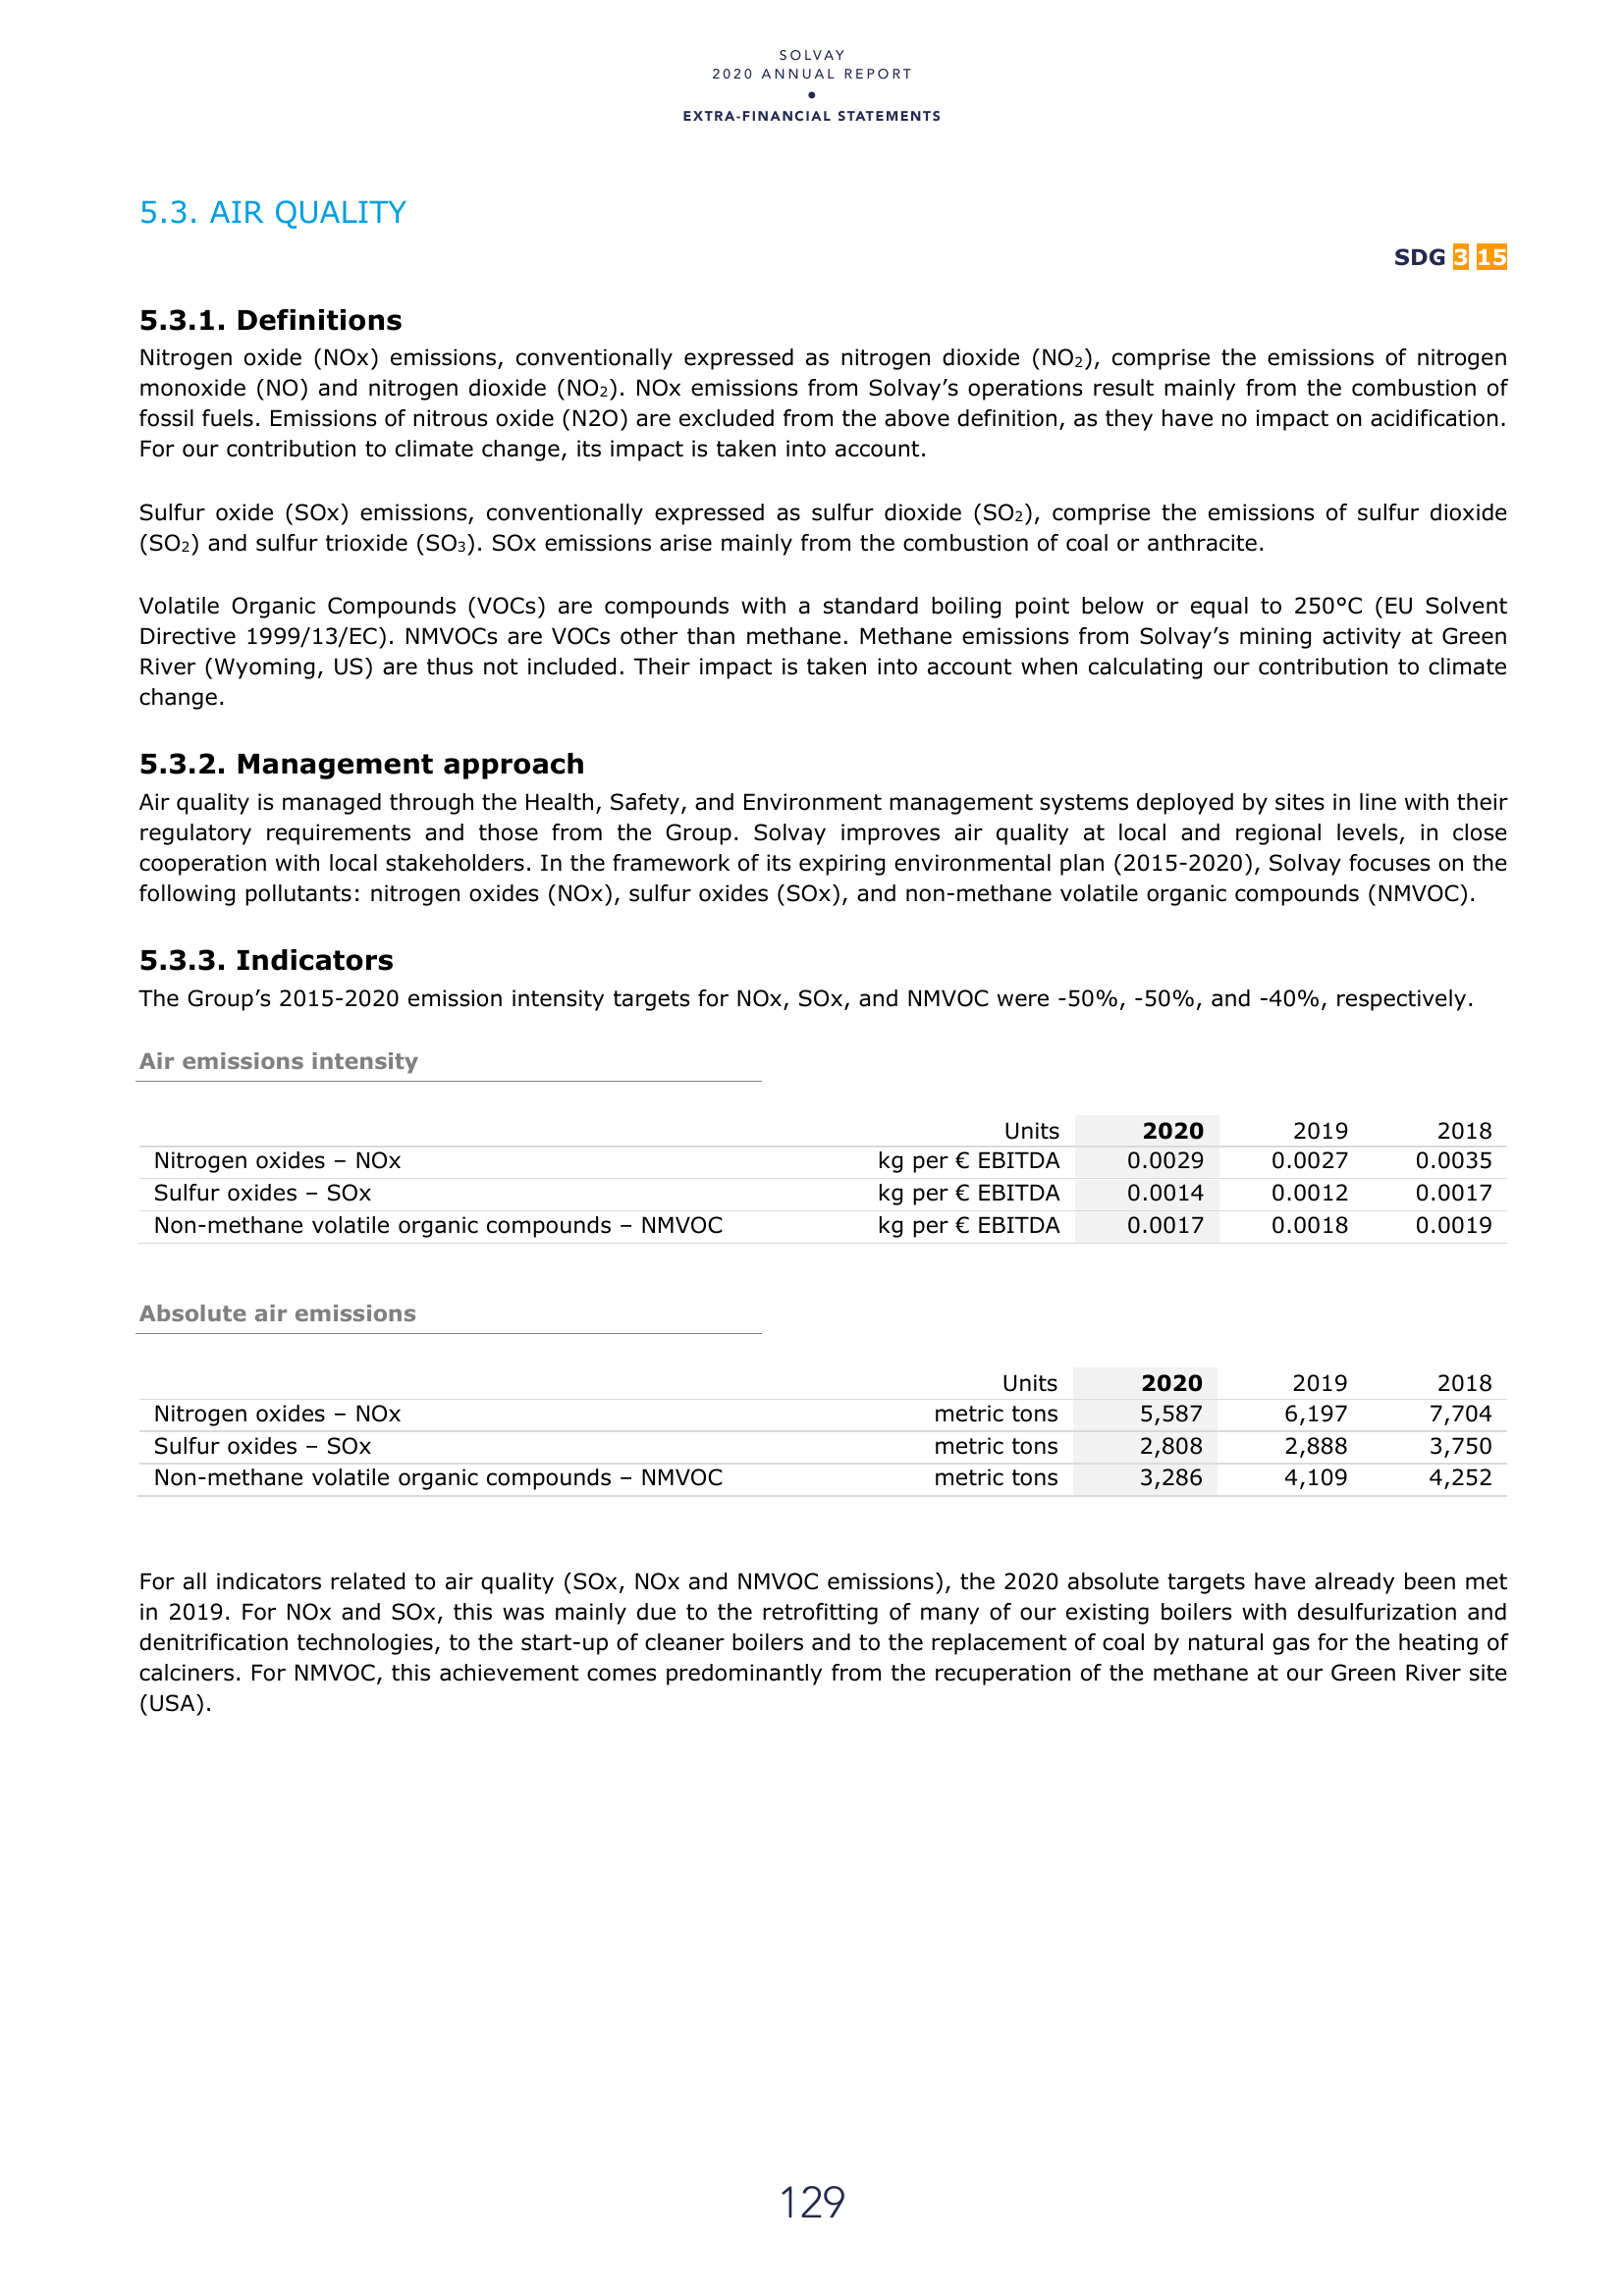 SOLVAY
2020 ANNUAL REPORT
•
EXTRA-FINANCIAL STATEMENTS
5.3. AIR QUALITY
SDG 3 15
5.3.1. Definitions
Nitrogen oxide (NOx) emissions, conventionally expressed as nitrogen dioxide (NO₂), comprise the emissions of nitrogen
monoxide (NO) and nitrogen dioxide (NO₂). NOx emissions from Solvay’s operations result mainly from the combustion of
fossil fuels. Emissions of nitrous oxide (N2O) are excluded from the above definition, as they have no impact on acidification.
For our contribution to climate change, its impact is taken into account.
Sulfur oxide (SOx) emissions, conventionally expressed as sulfur dioxide (SO₂), comprise the emissions of sulfur dioxide
(SO₂) and sulfur trioxide (SO₃). SOx emissions arise mainly from the combustion of coal or anthracite.
Volatile Organic Compounds (VOCs) are compounds with a standard boiling point below or equal to 250°C (EU Solvent
Directive 1999/13/EC). NMVOCs are VOCs other than methane. Methane emissions from Solvay’s mining activity at Green
River (Wyoming, US) are thus not included. Their impact is taken into account when calculating our contribution to climate
change.
5.3.2. Management approach
Air quality is managed through the Health, Safety, and Environment management systems deployed by sites in line with their
regulatory requirements and those from the Group. Solvay improves air quality at local and regional levels, in close
cooperation with local stakeholders. In the framework of its expiring environmental plan (2015-2020), Solvay focuses on the
following pollutants: nitrogen oxides (NOx), sulfur oxides (SOx), and non-methane volatile organic compounds (NMVOC).
5.3.3. Indicators
The Group’s 2015-2020 emission intensity targets for NOx, SOx, and NMVOC were -50%, -50%, and -40%, respectively.
Air emissions intensity
Units 2020 2019 2018
Nitrogen oxides – NOx kg per € EBITDA 0.0029 0.0027 0.0035
Sulfur oxides – SOx kg per € EBITDA 0.0014 0.0012 0.0017
Non-methane volatile organic compounds – NMVOC kg per € EBITDA 0.0017 0.0018 0.0019
Absolute air emissions
Units 2020 2019 2018
Nitrogen oxides – NOx metric tons 5,587 6,197 7,704
Sulfur oxides – SOx metric tons 2,808 2,888 3,750
Non-methane volatile organic compounds – NMVOC metric tons 3,286 4,109 4,252
For all indicators related to air quality (SOx, NOx and NMVOC emissions), the 2020 absolute targets have already been met
in 2019. For NOx and SOx, this was mainly due to the retrofitting of many of our existing boilers with desulfurization and
denitrification technologies, to the start-up of cleaner boilers and to the replacement of coal by natural gas for the heating of
calciners. For NMVOC, this achievement comes predominantly from the recuperation of the methane at our Green River site
(USA).
129